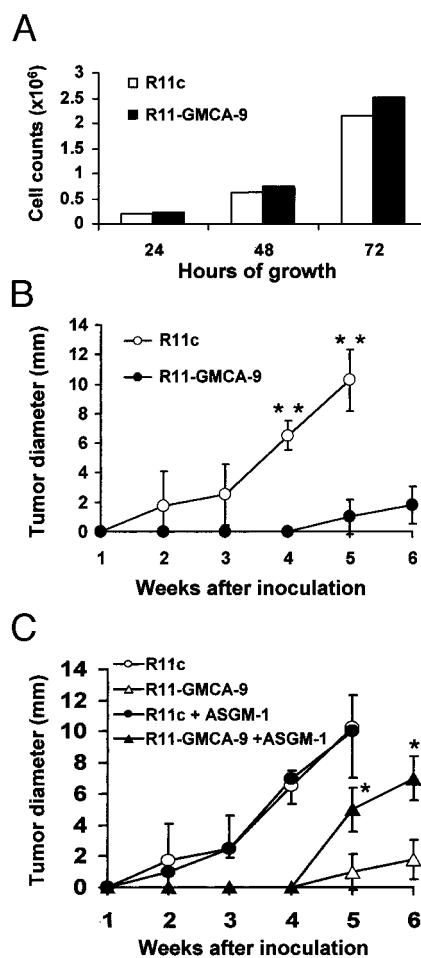 A
R11c
R11-GMCA-9
Cell counts (x10⁶)
3
2.5
2
1.5
1
0.5
0
24 48 72
Hours of growth
B
R11c
R11-GMCA-9
Tumor diameter (mm)
14
12
10
8
6
4
2
0
* *
* *
1 2 3 4 5 6
Weeks after inoculation
C
R11c
R11-GMCA-9
R11c + ASGM-1
R11-GMCA-9 +ASGM-1
Tumor diameter (mm)
14
12
10
8
6
4
2
0
*
*
1 2 3 4 5 6
Weeks after inoculation